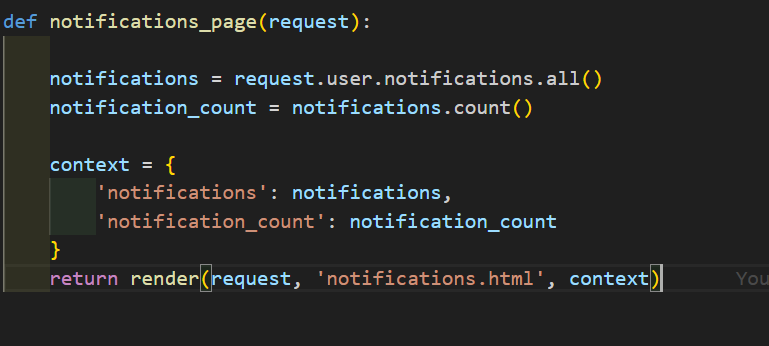 def notifications_page(request):
notifications = request.user.notifications.all()
notification_count = notifications.count()
context = {
'notifications': notifications,
'notification_count': notification_count
}
return render(request, 'notifications.html', context) You